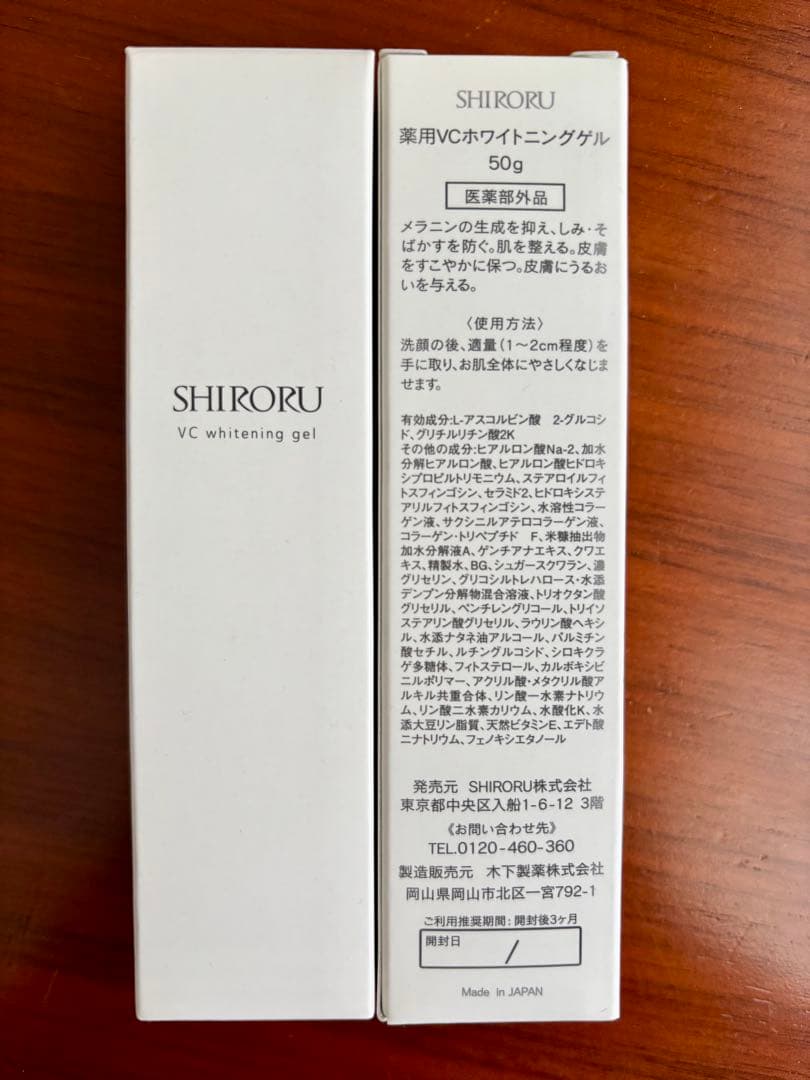 SHIRORU
VC whitening gel
SHIRORU
薬用VCホワイトニングゲル
50g
医薬部外品
メラニンの生成を抑え、しみ・そ
ばかすを防ぐ。肌を整える。皮膚
をすこやかに保つ。皮膚にうるお
いを与える。
〈使用方法〉
洗顔の後、適量(1～2cm程度)を
手に取り、お肌全体にやさしくなじま
せます。
有効成分:L-アスコルビン酸　2-グルコシ
ド、グリチルリチン酸2K
その他の成分:ヒアルロン酸Na-2、加水
分解ヒアルロン酸、ヒアルロン酸ヒドロキ
シプロピルトリモニウム、ステアロイルフィ
トスフィンゴシン、セラミド2、ヒドロキシステ
アリルフィトスフィンゴシン、水溶性コラー
ゲン液、サクシニルアテロコラーゲン液、
コラーゲン・トリペプチド　F、米糠抽出物
加水分解液A、ゲンチアナエキス、クワエ
キス、精製水、BG、シュガースクワラン、濃
グリセリン、グリコシルトレハロース・水添
デンプン分解物混合溶液、トリオクタン酸
グリセリル、ペンチレングリコール、トリイソ
ステアリン酸グリセリル、ラウリン酸ヘキシ
ル、水添ナタネ油アルコール、パルミチン
酸セチル、ルチングルコシド、シロキクラ
ゲ多糖体、フィトステロール、カルボキシビ
ニルポリマー、アクリル酸・メタクリル酸ア
ルキル共重合体、リン酸一水素ナトリウ
ム、リン酸二水素カリウム、水酸化K、水
添大豆リン脂質、天然ビタミンE、エデト酸
ニナトリウム、フェノキシエタノール
発売元　SHIRORU株式会社
東京都中央区入船1-6-12 3階
《お問い合わせ先》
TEL.0120-460-360
製造販売元　木下製薬株式会社
岡山県岡山市北区一宮792-1
ご利用推奨期間：開封後3ヶ月
開封日 /
Made in JAPAN